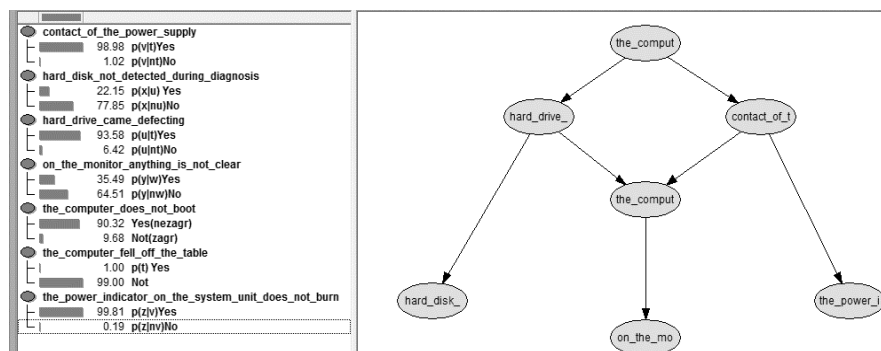 contact_of_the_power_supply
98.98 p(v|t)Yes
1.02 p(v|nt)No
hard_disk_not_detected_during_diagnosis
22.15 p(x|u) Yes
77.85 p(x|nu)No
hard_drive_came_defecting
93.58 p(u|t)Yes
6.42 p(u|nt)No
on_the_monitor_anything_is_not_clear
35.49 p(y|w)Yes
64.51 p(y|nw)No
the_computer_does_not_boot
90.32 Yes(nezagr)
9.68 Not(zagr)
the_computer_fell_off_the_table
1.00 p(t) Yes
99.00 Not
the_power_indicator_on_the_system_unit_does_not_burn
99.81 p(z|v)Yes
0.19 p(z|nv)No
the_comput
hard_drive_
contact_of_t
the_comput
hard_disk_
the_power_i
on_the_mo